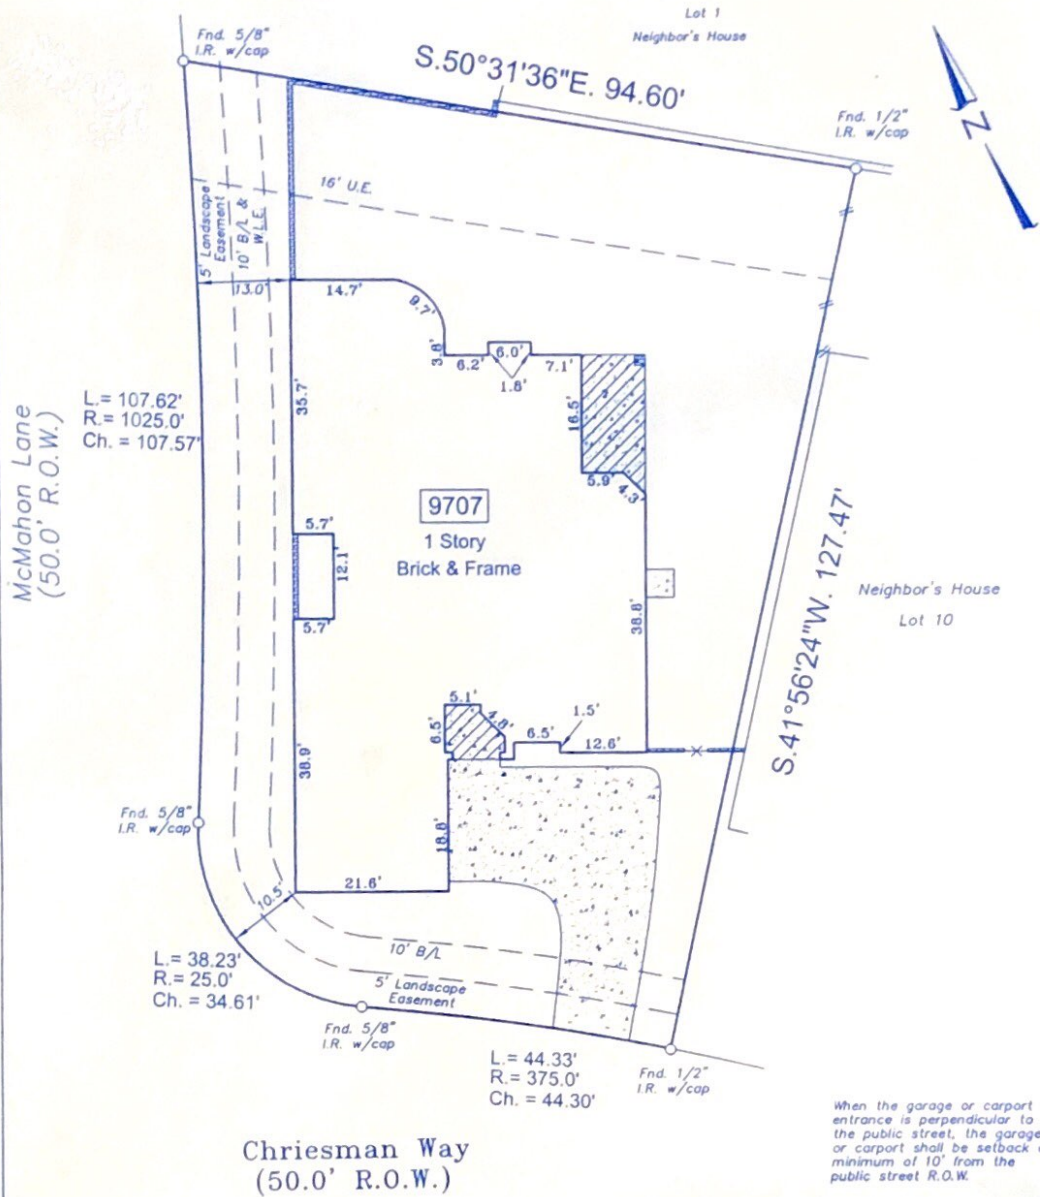 Lot 1
Neighbor's House
Fnd. 5/8"
I.R. w/cap
S.50°31'36"E. 94.60'
Fnd. 1/2"
I.R. w/cap
N
16' U.E.
5' Landscape
Easement
10' B/L &
W.L.E.
13.0'
14.7'
9.7'
3.8'
6.2'
6.0'
7.1'
1.8'
L.= 107.62'
R.= 1025.0'
Ch. = 107.57'
35.7'
16.5'
McMahon Lane
(50.0' R.O.W.)
5.9'
4.3'
9707
1 Story
Brick & Frame
5.7'
12.1'
5.7'
38.8'
S.41°56'24"W. 127.47'
Neighbor's House
Lot 10
5.1'
4.8'
6.5'
6.5'
1.5'
12.6'
38.9'
Fnd. 5/8"
I.R. w/cap
18.8'
21.6'
10.5'
10' B/L
5' Landscape
Easement
L.= 38.23'
R.= 25.0'
Ch. = 34.61'
Fnd. 5/8"
I.R. w/cap
L.= 44.33'
R.= 375.0'
Ch. = 44.30'
Fnd. 1/2"
I.R. w/cap
Chriesman Way
(50.0' R.O.W.)
When the garage or carport
entrance is perpendicular to
the public street, the garage
or carport shall be setback
minimum of 10' from the
public street R.O.W.